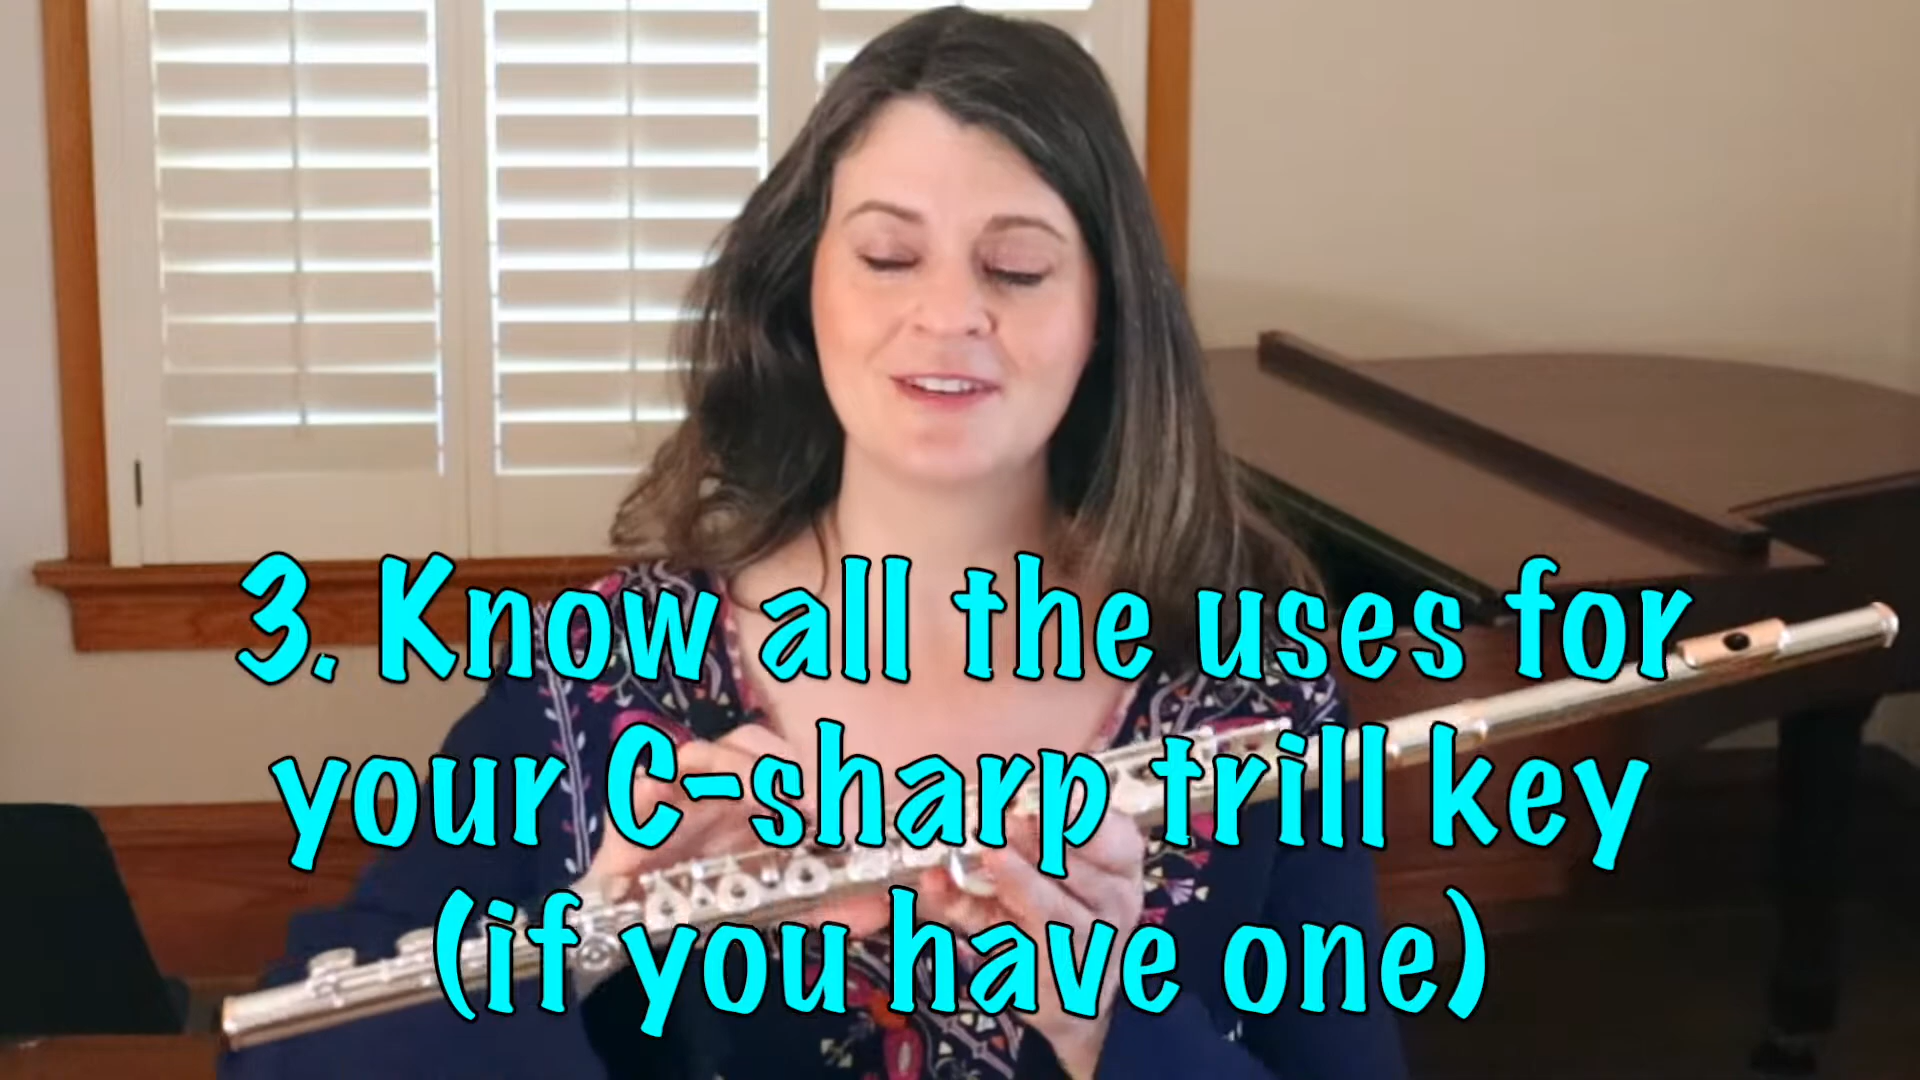 3. Know all the uses for
your C-sharp trill key
(if you have one)